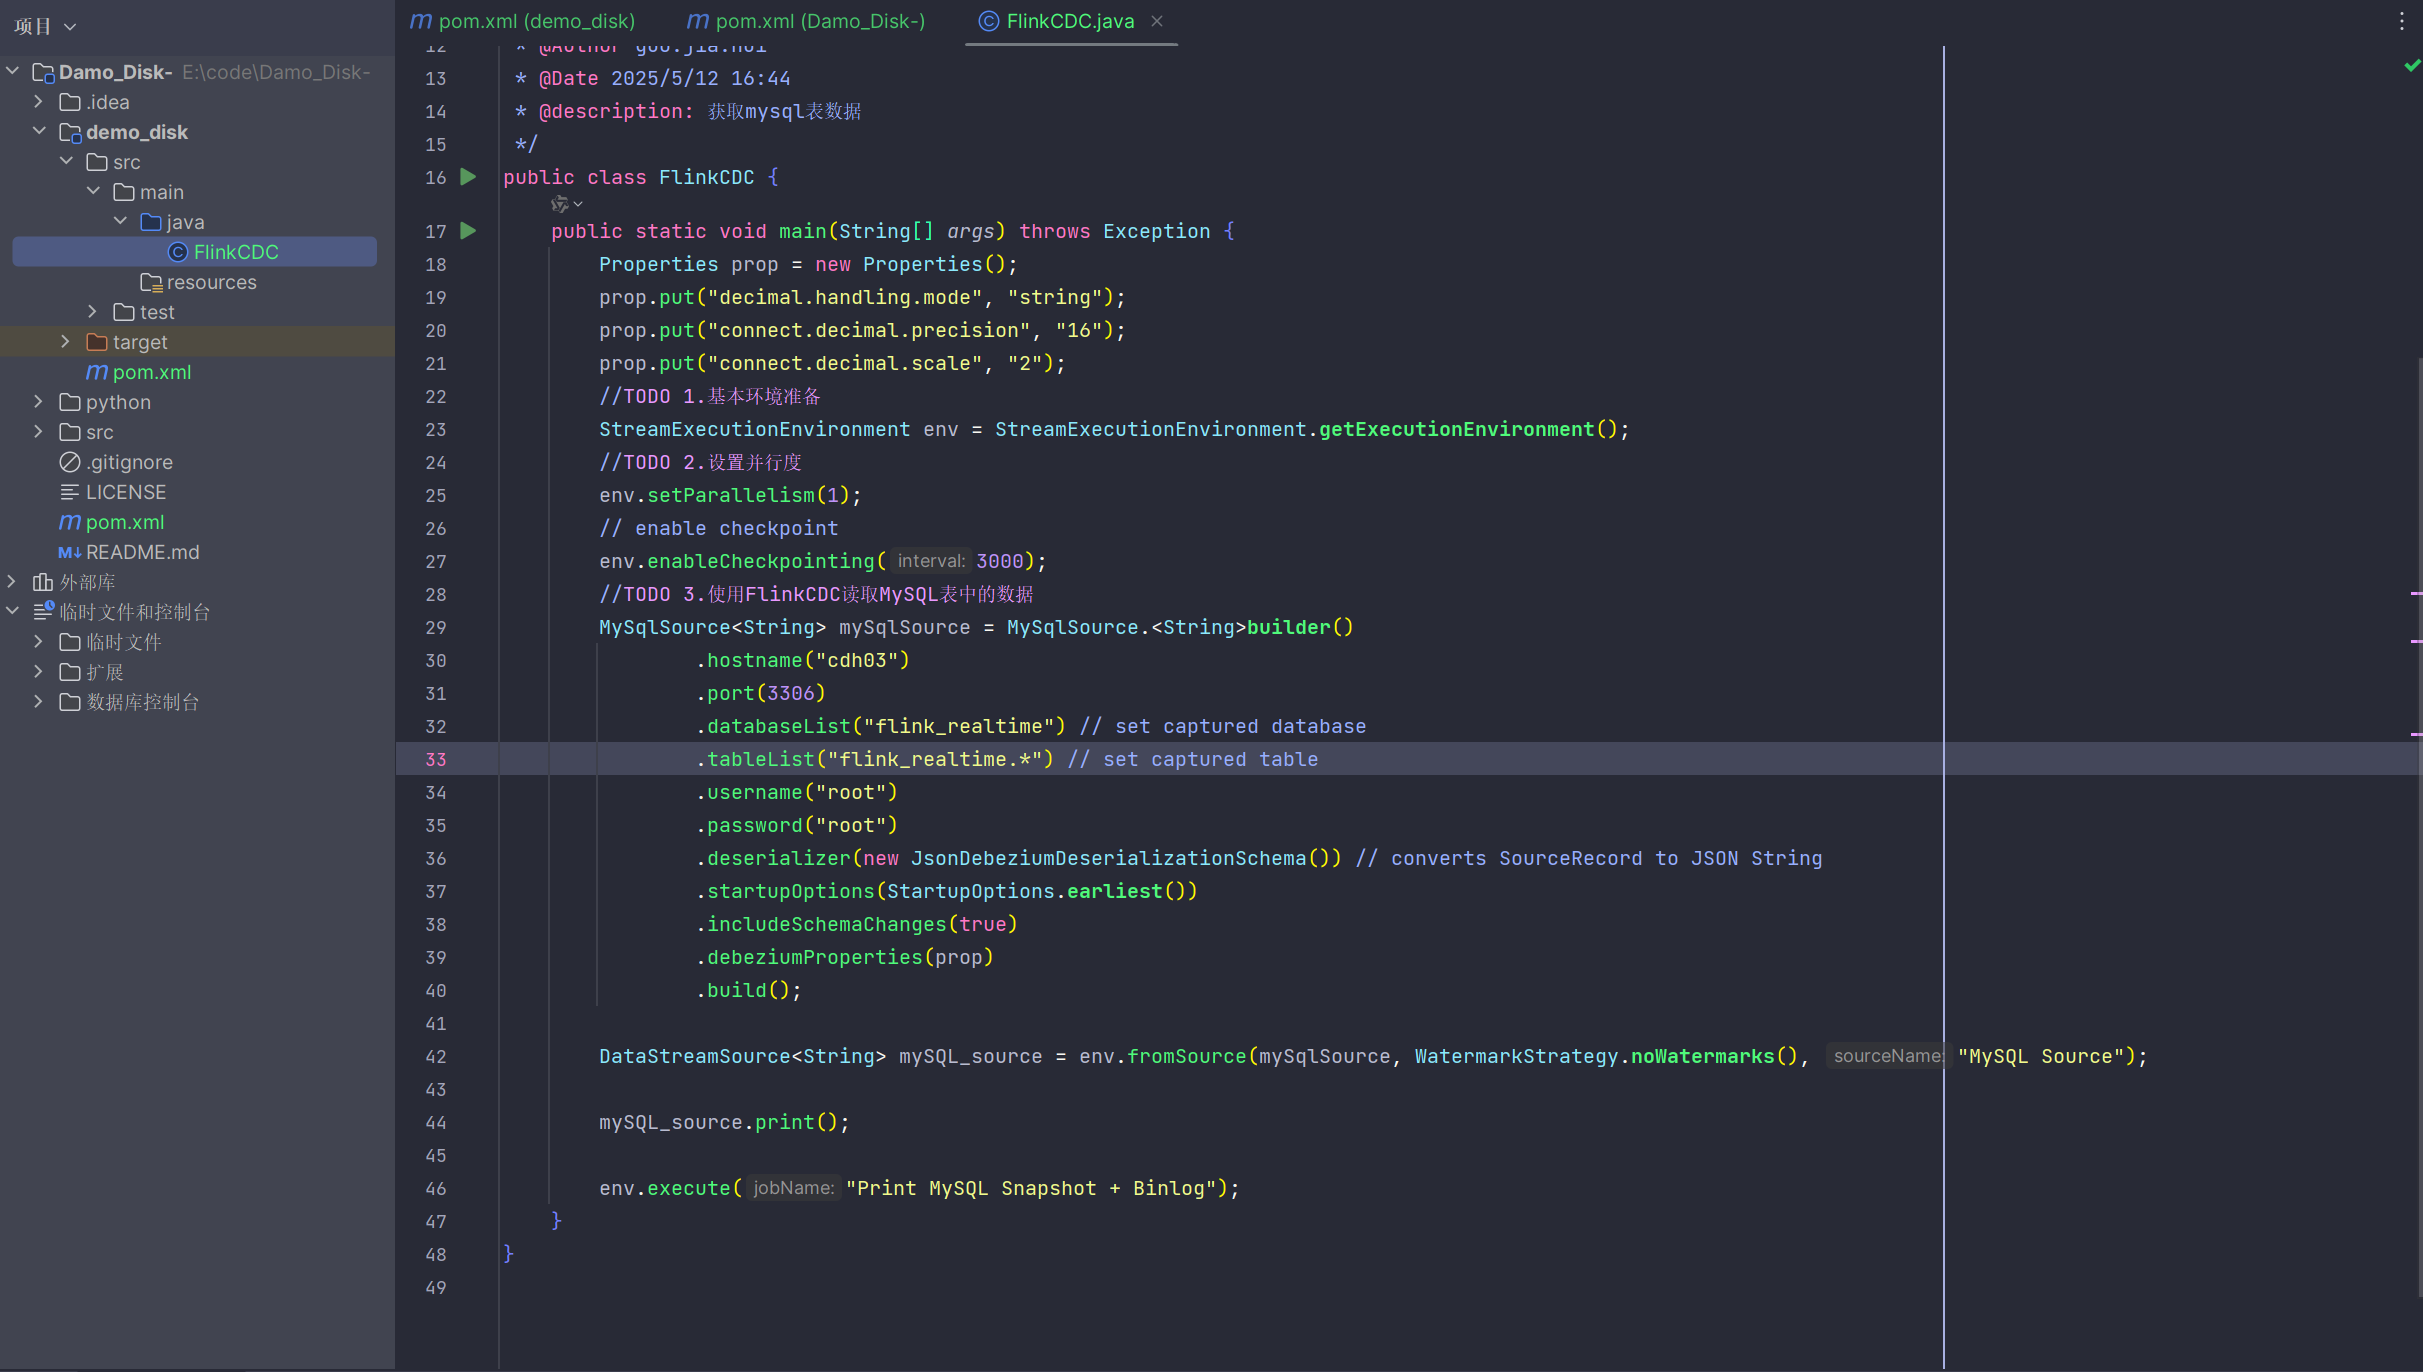 项目
Damo_Disk- E:\code\Damo_Disk-
.idea
demo_disk
src
main
java
FlinkCDC
resources
test
target
pom.xml
python
src
.gitignore
LICENSE
pom.xml
README.md
外部库
临时文件和控制台
临时文件
扩展
数据库控制台
pom.xml (demo_disk)
pom.xml (Damo_Disk-)
FlinkCDC.java
12 * @Author
13 * @Date 2025/5/12 16:44
14 * @description: 获取mysql表数据
15 */
16 public class FlinkCDC {
17 public static void main(String[] args) throws Exception {
18 Properties prop = new Properties();
19 prop.put("decimal.handling.mode", "string");
20 prop.put("connect.decimal.precision", "16");
21 prop.put("connect.decimal.scale", "2");
22 //TODO 1.基本环境准备
23 StreamExecutionEnvironment env = StreamExecutionEnvironment.getExecutionEnvironment();
24 //TODO 2.设置并行度
25 env.setParallelism(1);
26 // enable checkpoint
27 env.enableCheckpointing( interval: 3000);
28 //TODO 3.使用FlinkCDC读取MySQL表中的数据
29 MySqlSource<String> mySqlSource = MySqlSource.<String>builder()
30 .hostname("cdh03")
31 .port(3306)
32 .databaseList("flink_realtime") // set captured database
33 .tableList("flink_realtime.*") // set captured table
34 .username("root")
35 .password("root")
36 .deserializer(new JsonDebeziumDeserializationSchema()) // converts SourceRecord to JSON String
37 .startupOptions(StartupOptions.earliest())
38 .includeSchemaChanges(true)
39 .debeziumProperties(prop)
40 .build();
41
42 DataStreamSource<String> mySQL_source = env.fromSource(mySqlSource, WatermarkStrategy.noWatermarks(), sourceName: "MySQL Source");
43
44 mySQL_source.print();
45
46 env.execute( jobName: "Print MySQL Snapshot + Binlog");
47 }
48 }
49